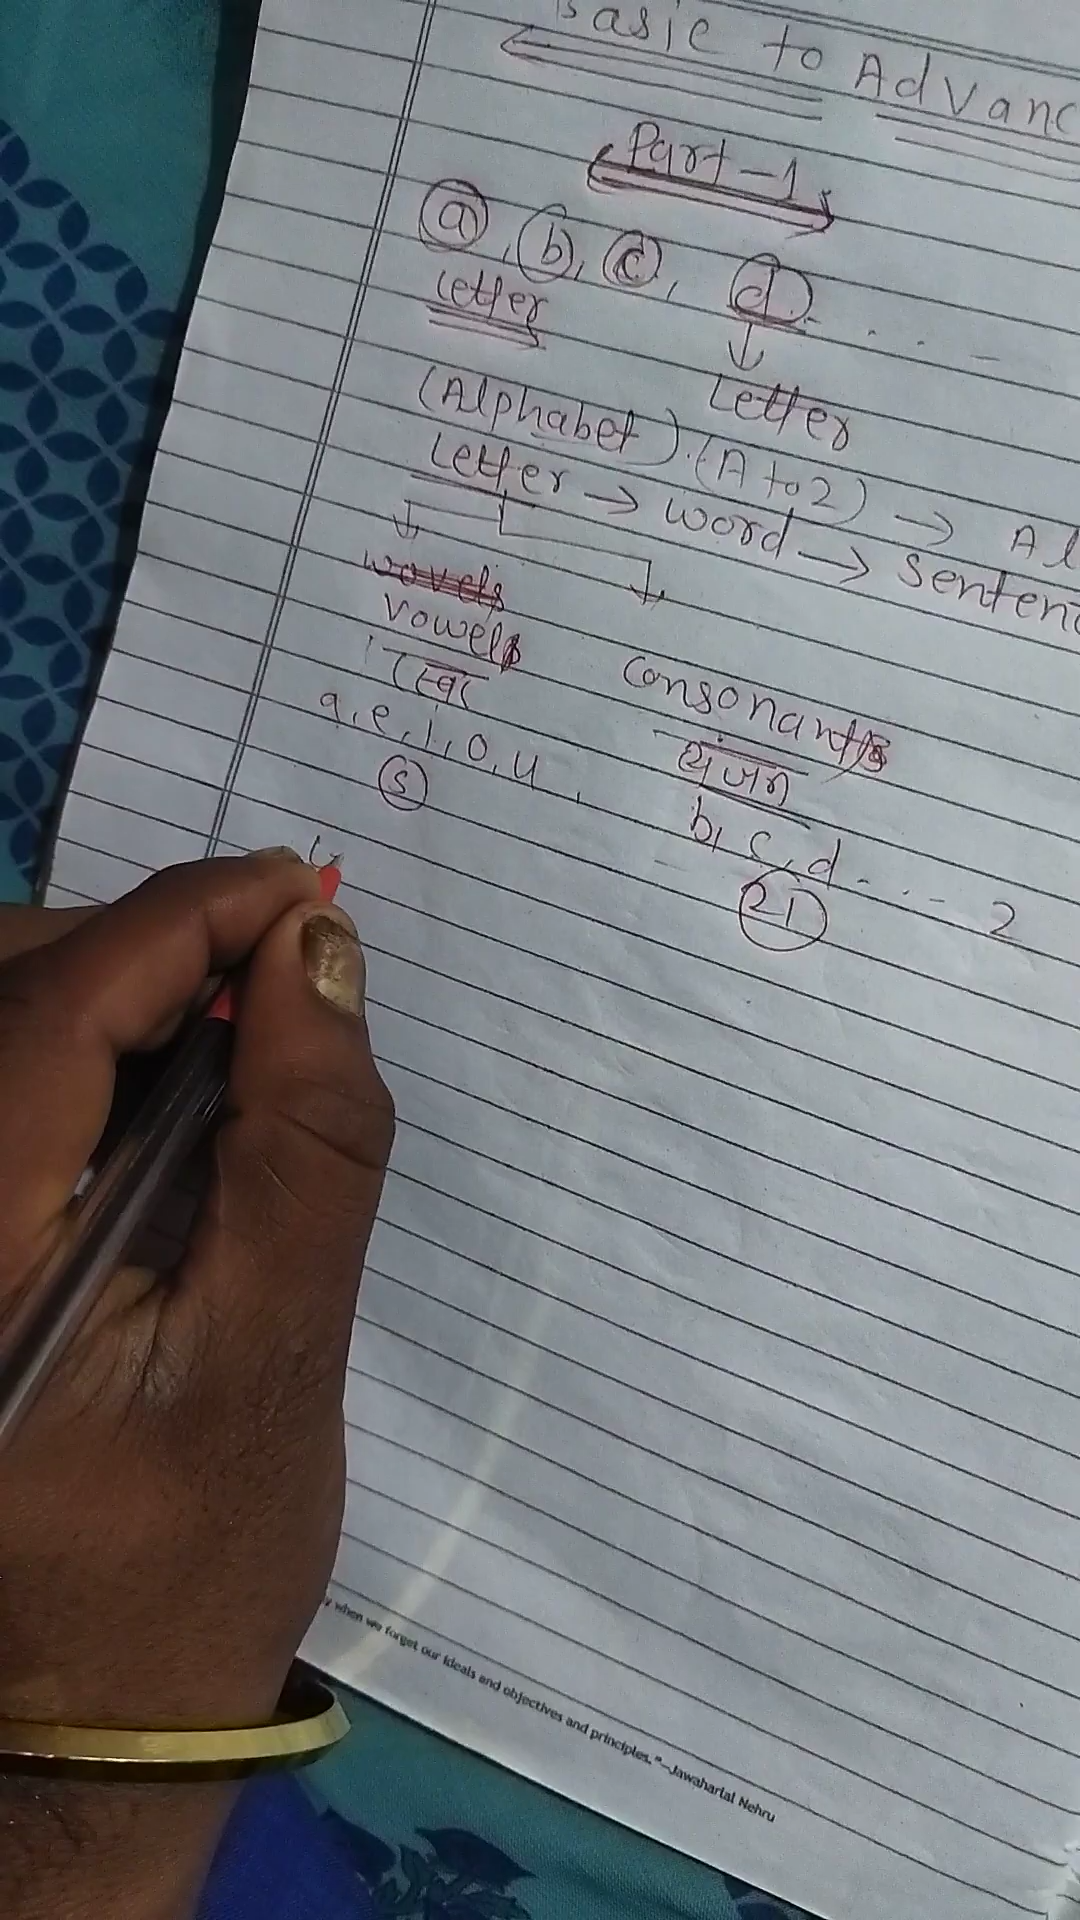 Basic to Advanc
Part-1
a, b, c, d . . . . -
Letter
Letter
(Alphabet). (A to Z) → Al
Letter → word → Senten
wovels
vowels
Consonants
स्वर
व्यंजन
a, e, i, o, u,
b, c, d - . . - z
5
21
when we forget our ideals and objectives and principles."–Jawaharlal Nehru